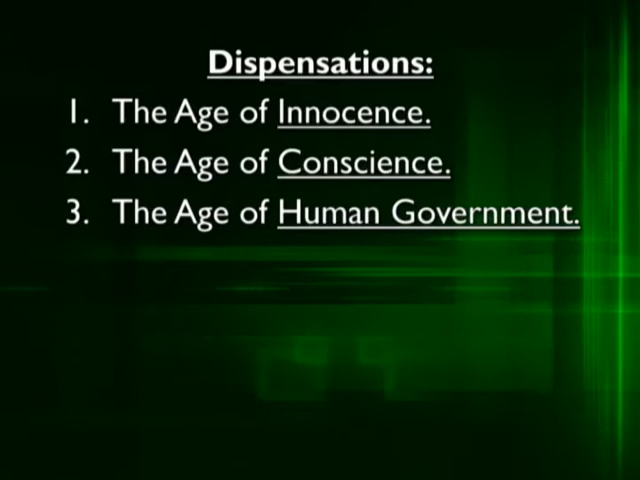 Dispensations:
1. The Age of Innocence.
2. The Age of Conscience.
3. The Age of Human Government.